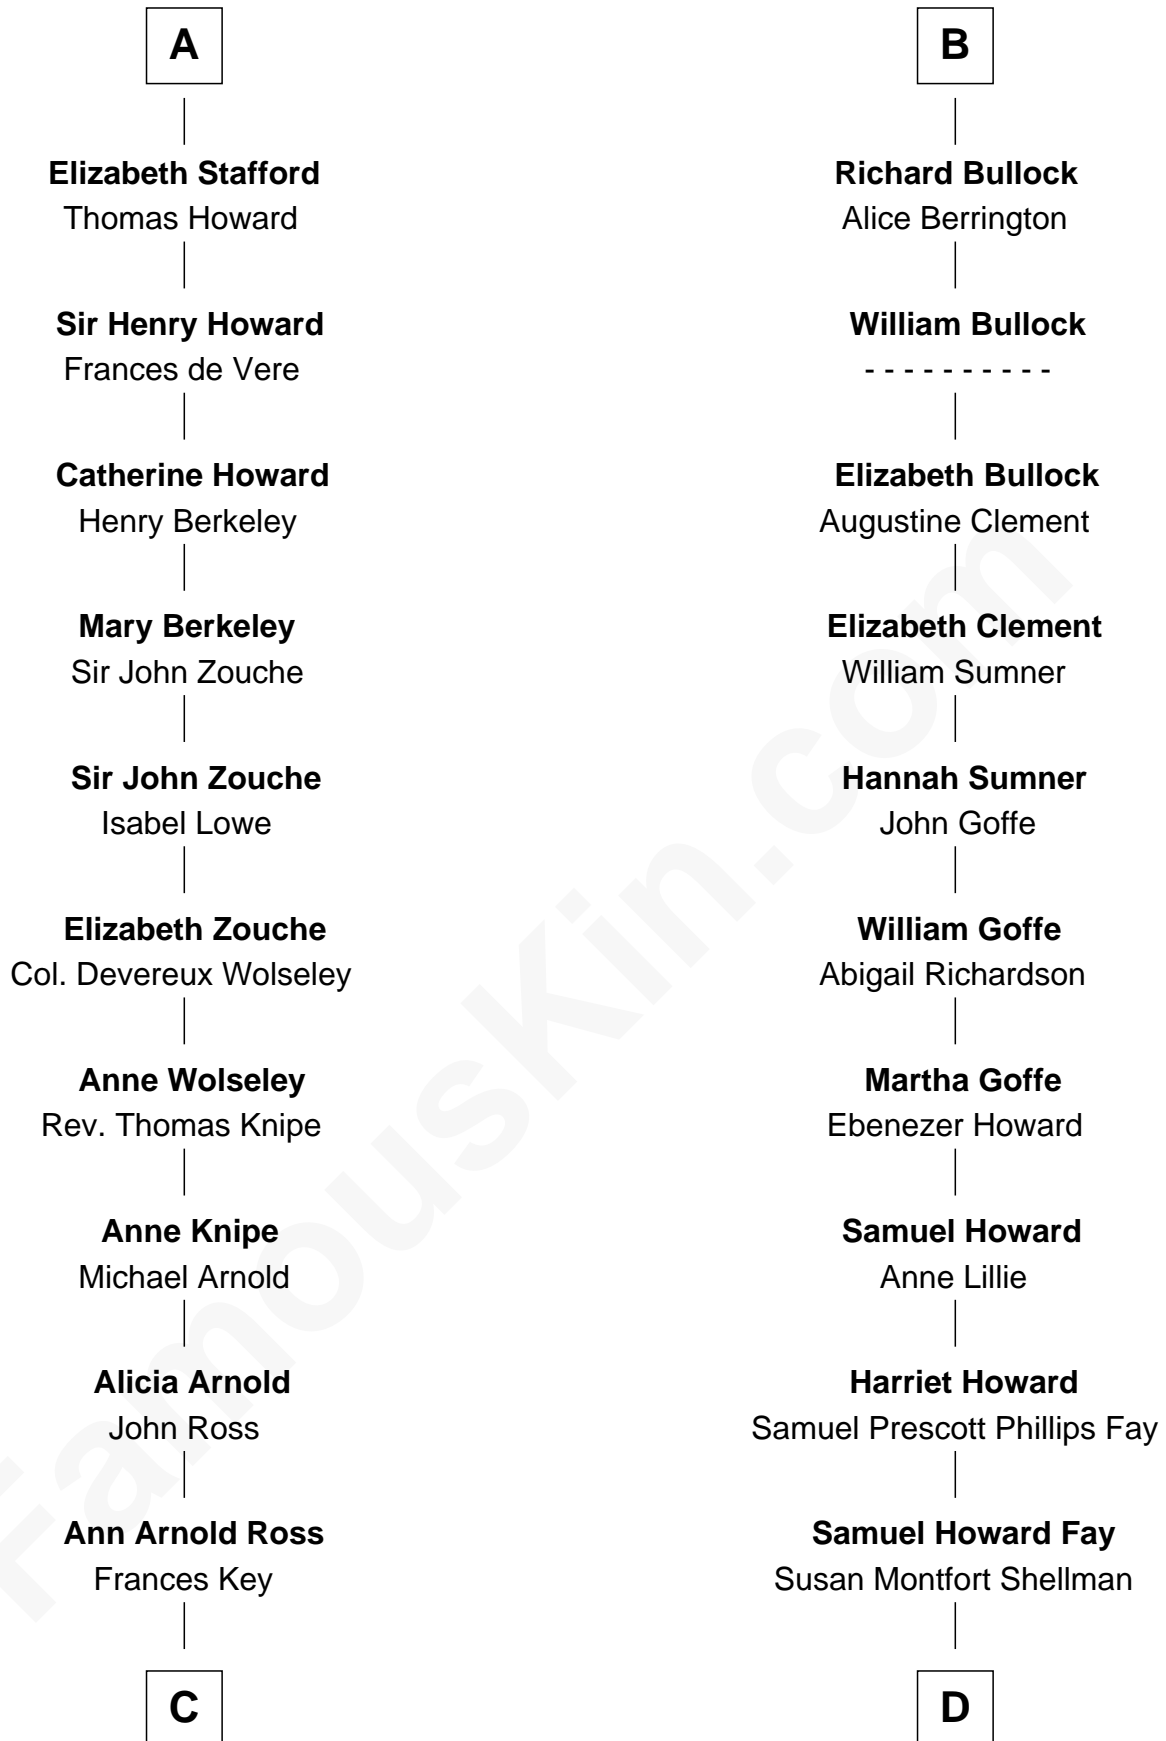 A
Elizabeth Stafford
Thomas Howard
Sir Henry Howard
Frances de Vere
Catherine Howard
Henry Berkeley
Mary Berkeley
Sir John Zouche
Sir John Zouche
Isabel Lowe
Elizabeth Zouche
Col. Devereux Wolseley
Anne Wolseley
Rev. Thomas Knipe
Anne Knipe
Michael Arnold
Alicia Arnold
John Ross
Ann Arnold Ross
Frances Key
C
B
Richard Bullock
Alice Berrington
William Bullock
- - - - - - - - - -
Elizabeth Bullock
Augustine Clement
Elizabeth Clement
William Sumner
Hannah Sumner
John Goffe
William Goffe
Abigail Richardson
Martha Goffe
Ebenezer Howard
Samuel Howard
Anne Lillie
Harriet Howard
Samuel Prescott Phillips Fay
Samuel Howard Fay
Susan Montfort Shellman
D
FamousKin.com